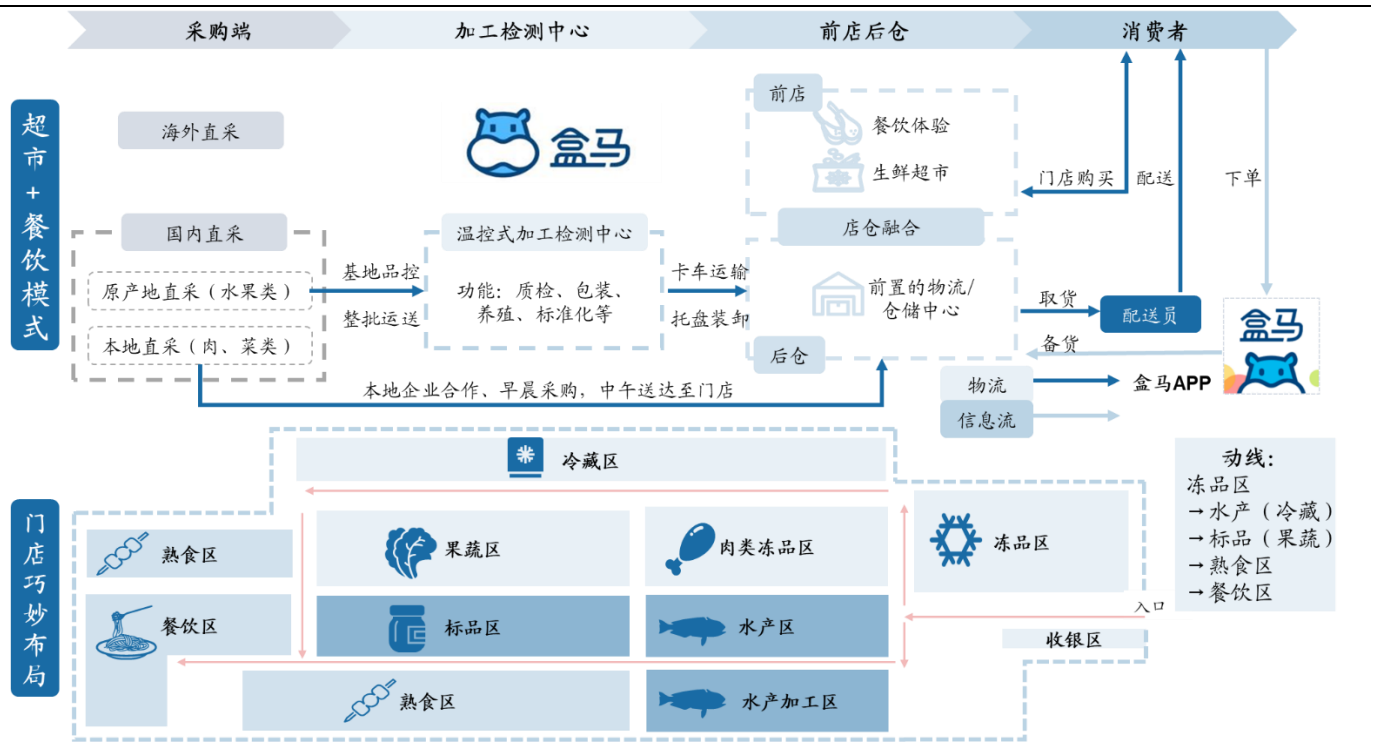 采购端
加工检测中心
前店后仓
消费者
超市+餐饮模式
海外直采
国内直采
原产地直采（水果类）
本地直采（肉、菜类）
基地品控
整批运送
盒马
温控式加工检测中心
功能：质检、包装、
养殖、标准化等
卡车运输
托盘装卸
前店
餐饮体验
生鲜超市
店仓融合
前置的物流/
仓储中心
后仓
门店购买
配送
下单
取货
配送员
备货
盒马
盒马APP
物流
信息流
本地企业合作、早晨采购，中午送达至门店
门店巧妙布局
冷藏区
熟食区
果蔬区
肉类冻品区
冻品区
餐饮区
标品区
水产区
入口
收银区
熟食区
水产加工区
动线：
冻品区
→水产（冷藏）
→标品（果蔬）
→熟食区
→餐饮区